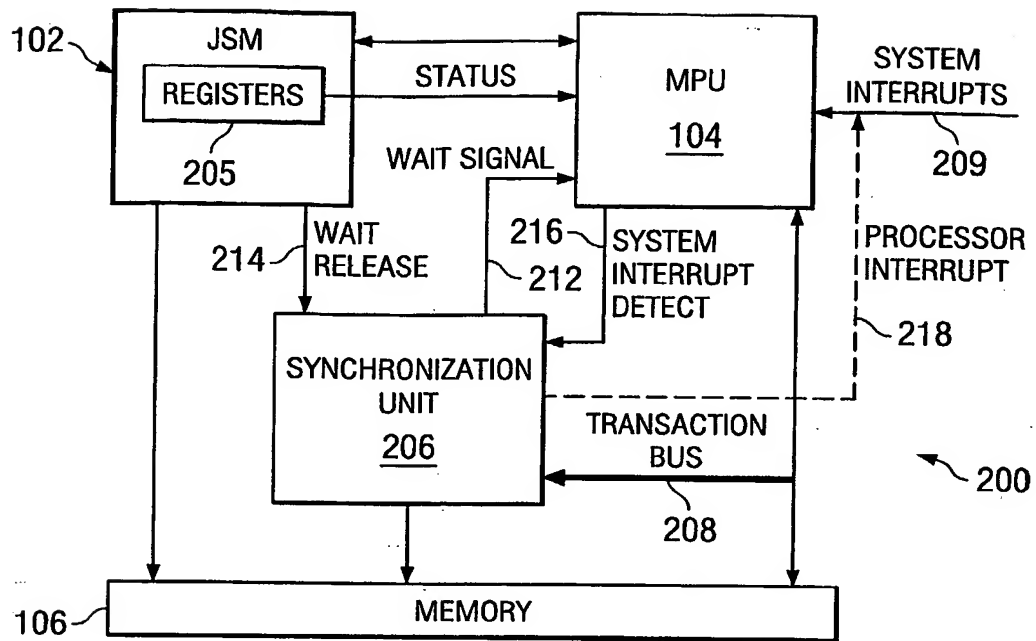 102
JSM
REGISTERS
205
STATUS
MPU
104
SYSTEM
INTERRUPTS
209
WAIT SIGNAL
214
WAIT
RELEASE
212
216
SYSTEM
INTERRUPT
DETECT
PROCESSOR
INTERRUPT
218
SYNCHRONIZATION
UNIT
206
TRANSACTION
BUS
208
200
106
MEMORY